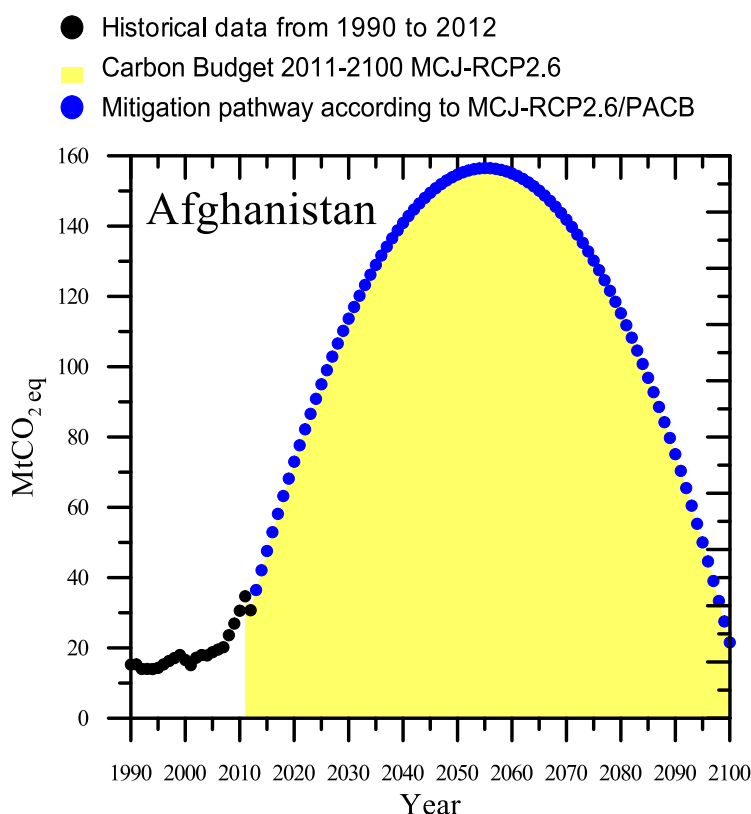 Historical data from 1990 to 2012
Carbon Budget 2011-2100 MCJ-RCP2.6
Mitigation pathway according to MCJ-RCP2.6/PACB
Afghanistan
160
140
120
100
80
60
40
20
0
MtCO2 eq
1990 2000 2010 2020 2030 2040 2050 2060 2070 2080 2090 2100
Year